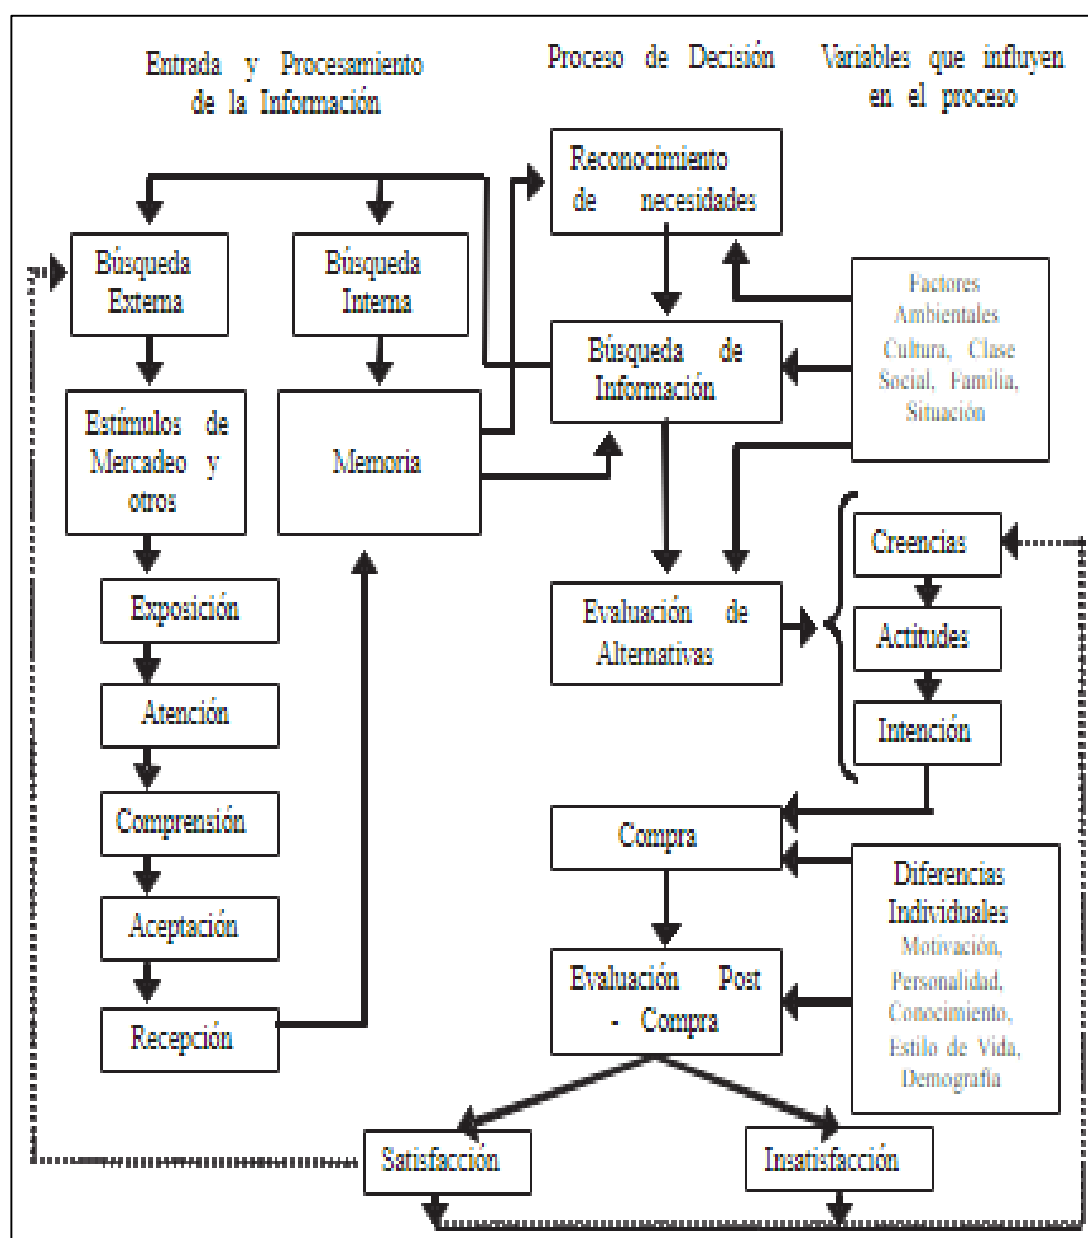 Entrada y Procesamiento
de la Información
Proceso de Decisión
Variables que influyen
en el proceso
Reconocimiento
de necesidades
Búsqueda
Externa
Búsqueda
Interna
Búsqueda de
Información
Factores
Ambientales
Cultura, Clase
Social, Familia,
Situación
Estímulos de
Mercadeo y
otros
Memoria
Exposición
Atención
Comprensión
Aceptación
Recepción
Evaluación de
Alternativas
Creencias
Actitudes
Intención
Compra
Evaluación Post
- Compra
Diferencias
Individuales
Motivación,
Personalidad,
Conocimiento,
Estilo de Vida,
Demografía
Satisfacción
Insatisfacción